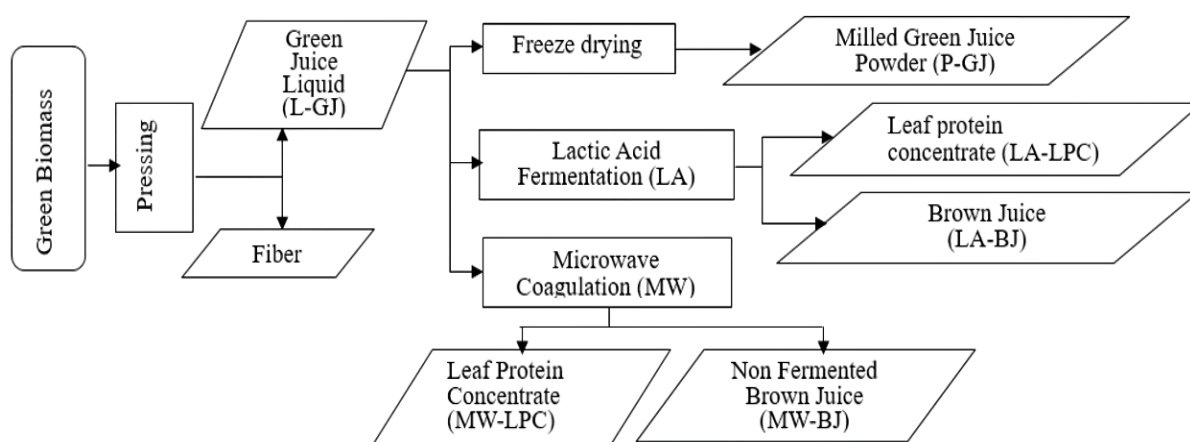 Green Biomass
Pressing
Green
Juice
Liquid
(L-GJ)
Fiber
Freeze drying
Milled Green Juice
Powder (P-GJ)
Lactic Acid
Fermentation (LA)
Leaf protein
concentrate (LA-LPC)
Brown Juice
(LA-BJ)
Microwave
Coagulation (MW)
Leaf Protein
Concentrate
(MW-LPC)
Non Fermented
Brown Juice
(MW-BJ)